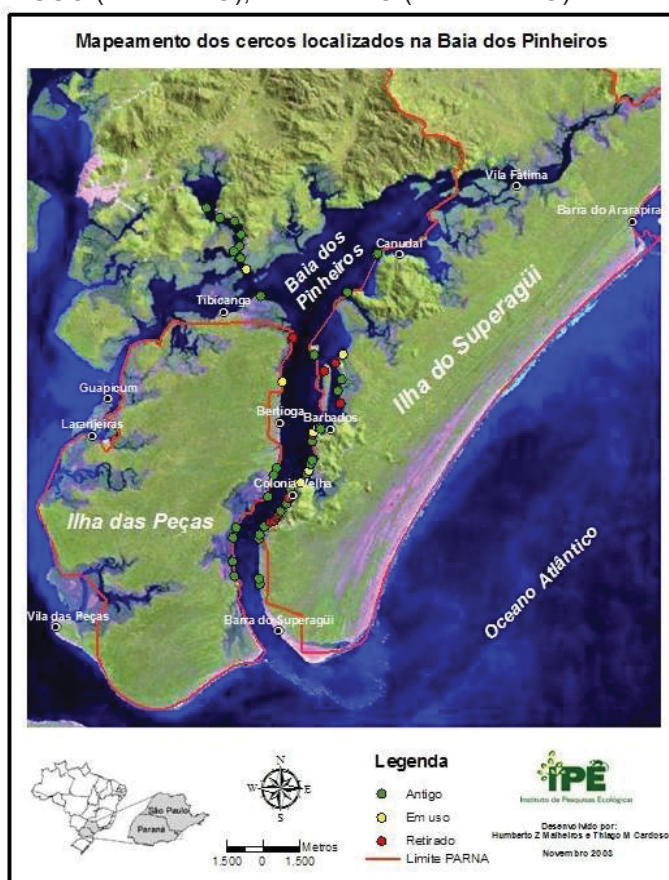 Mapeamento dos cercos localizados na Baia dos Pinheiros
Vila Fátima
Barra do Ararapira
Canudal
Baia dos
Pinheiros
Tibicanga
Ilha do Superagüi
Guapicum
Laranjeiras
Bertioga
Barbados
Colonia Velha
Ilha das Peças
Oceano Atlântico
Vila das Peças
Barra do Superagüi
São Paulo
Paraná
N
W
E
S
1.500 0 1.500 Metros
Legenda
Antigo
Em uso
Retirado
Limite PARNA
IPÊ
Instituto de Pesquisas Ecológicas
Desenvolvido por:
Humberto Z Malheiros e Thiago M Cardoso
Novembro 2003